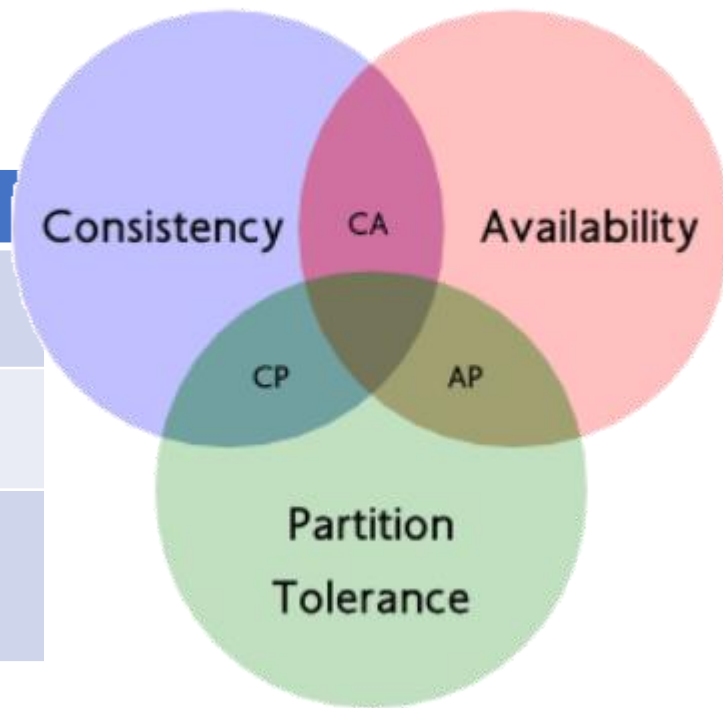 Consistency
CA
Availability
CP
AP
Partition
Tolerance